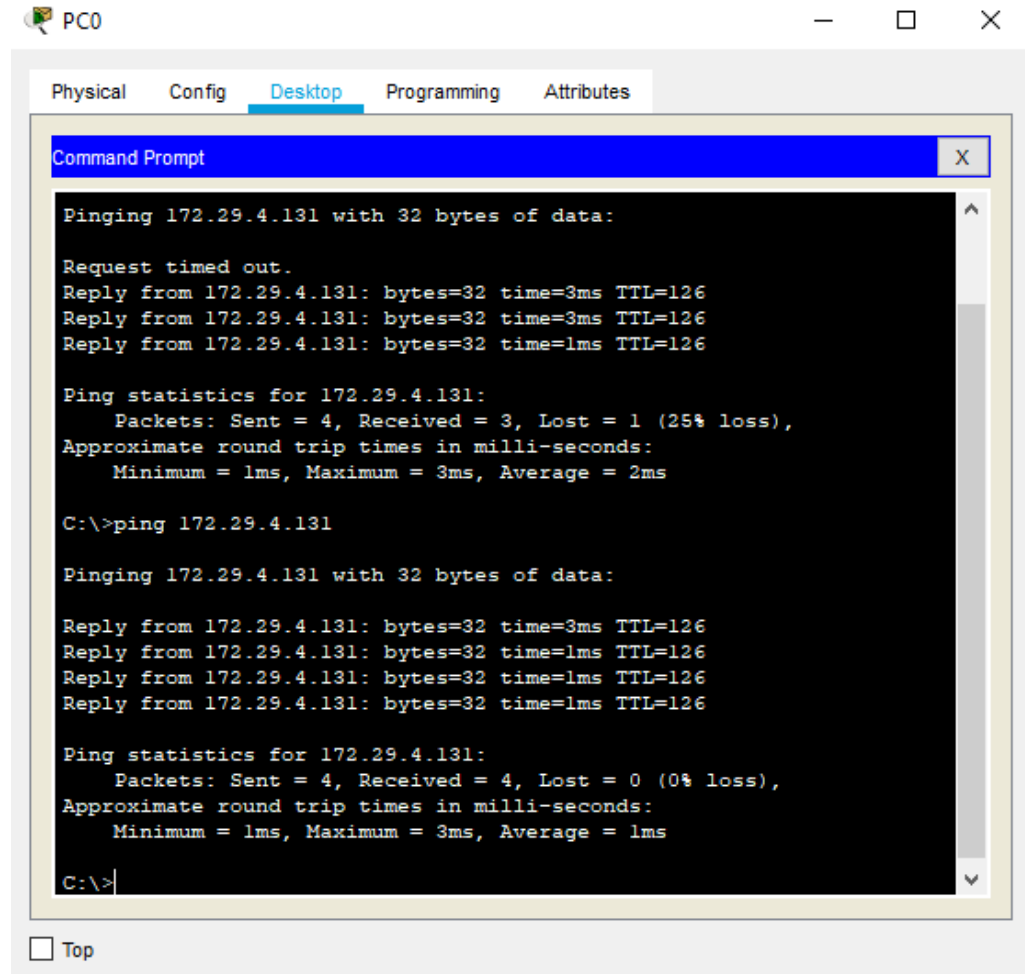 PC0
Physical Config Desktop Programming Attributes
Command Prompt X
Pinging 172.29.4.131 with 32 bytes of data:
Request timed out.
Reply from 172.29.4.131: bytes=32 time=3ms TTL=126
Reply from 172.29.4.131: bytes=32 time=3ms TTL=126
Reply from 172.29.4.131: bytes=32 time=1ms TTL=126
Ping statistics for 172.29.4.131:
Packets: Sent = 4, Received = 3, Lost = 1 (25% loss),
Approximate round trip times in milli-seconds:
Minimum = 1ms, Maximum = 3ms, Average = 2ms
C:\>ping 172.29.4.131
Pinging 172.29.4.131 with 32 bytes of data:
Reply from 172.29.4.131: bytes=32 time=3ms TTL=126
Reply from 172.29.4.131: bytes=32 time=1ms TTL=126
Reply from 172.29.4.131: bytes=32 time=1ms TTL=126
Reply from 172.29.4.131: bytes=32 time=1ms TTL=126
Ping statistics for 172.29.4.131:
Packets: Sent = 4, Received = 4, Lost = 0 (0% loss),
Approximate round trip times in milli-seconds:
Minimum = 1ms, Maximum = 3ms, Average = 1ms
C:\>
Top